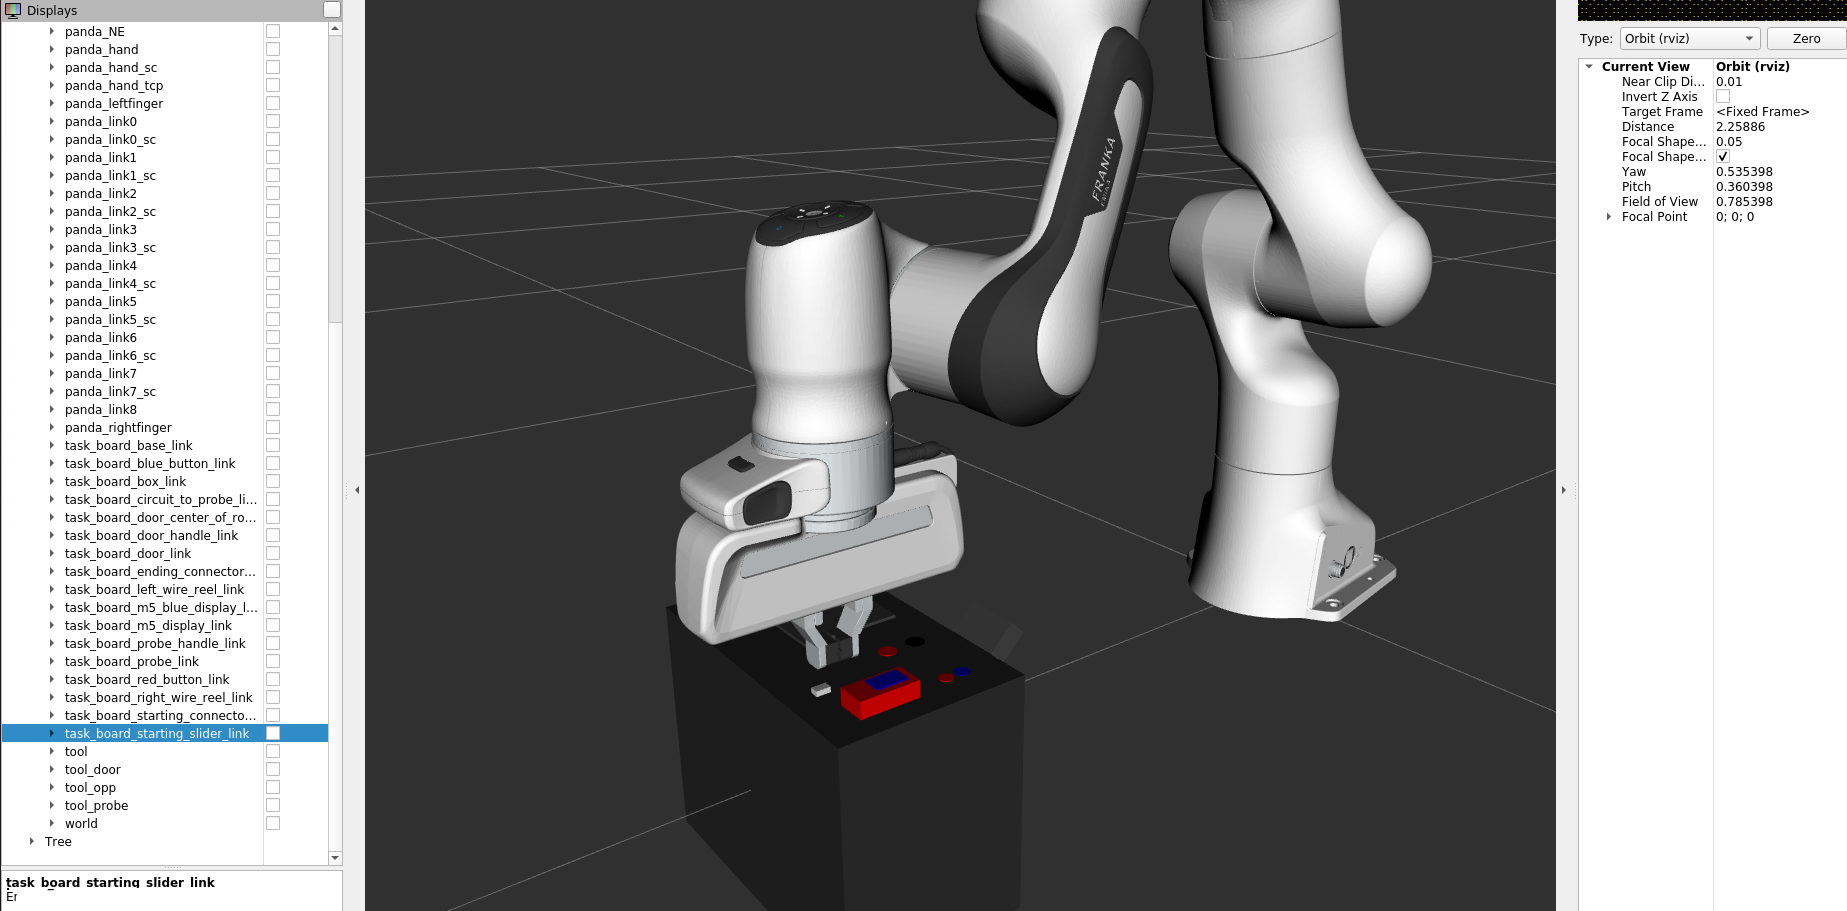 Displays
panda_NE
panda_hand
panda_hand_sc
panda_hand_tcp
panda_leftfinger
panda_link0
panda_link0_sc
panda_link1
panda_link1_sc
panda_link2
panda_link2_sc
panda_link3
panda_link3_sc
panda_link4
panda_link4_sc
panda_link5
panda_link5_sc
panda_link6
panda_link6_sc
panda_link7
panda_link7_sc
panda_link8
panda_rightfinger
task_board_base_link
task_board_blue_button_link
task_board_box_link
task_board_circuit_to_probe_li...
task_board_door_center_of_ro...
task_board_door_handle_link
task_board_door_link
task_board_ending_connector...
task_board_left_wire_reel_link
task_board_m5_blue_display_l...
task_board_m5_display_link
task_board_probe_handle_link
task_board_probe_link
task_board_red_button_link
task_board_right_wire_reel_link
task_board_starting_connecto...
task_board_starting_slider_link
tool
tool_door
tool_opp
tool_probe
world
Tree
task_board_starting_slider_link
FRANKA
Type: Orbit (rviz) Zero
Current View Orbit (rviz)
Near Clip Di... 0.01
Invert Z Axis
Target Frame <Fixed Frame>
Distance 2.25886
Focal Shape... 0.05
Focal Shape...
Yaw 0.535398
Pitch 0.360398
Field of View 0.785398
Focal Point 0; 0; 0